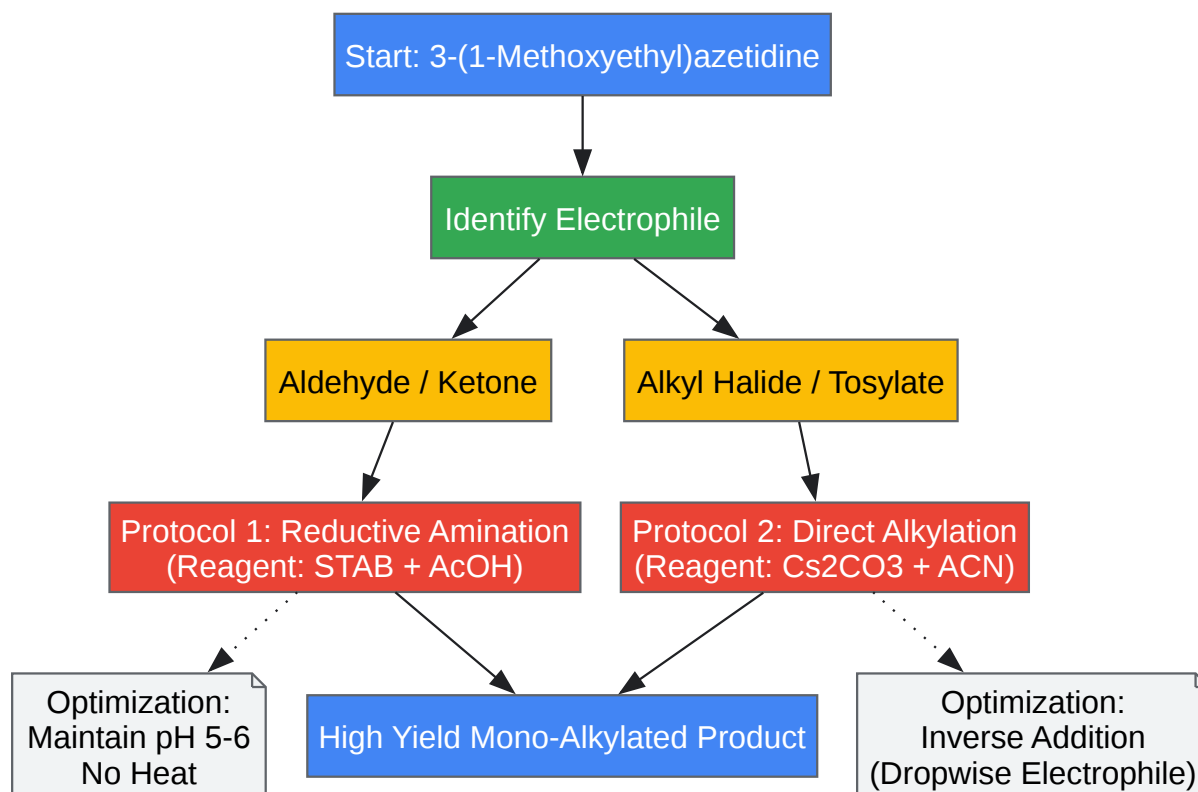 Start: 3-(1-Methoxyethyl)azetidine
Identify Electrophile
Aldehyde / Ketone
Alkyl Halide / Tosylate
Protocol 1: Reductive Amination
(Reagent: STAB + AcOH)
Protocol 2: Direct Alkylation
(Reagent: Cs2CO3 + ACN)
Optimization:
Maintain pH 5-6
No Heat
High Yield Mono-Alkylated Product
Optimization:
Inverse Addition
(Dropwise Electrophile)